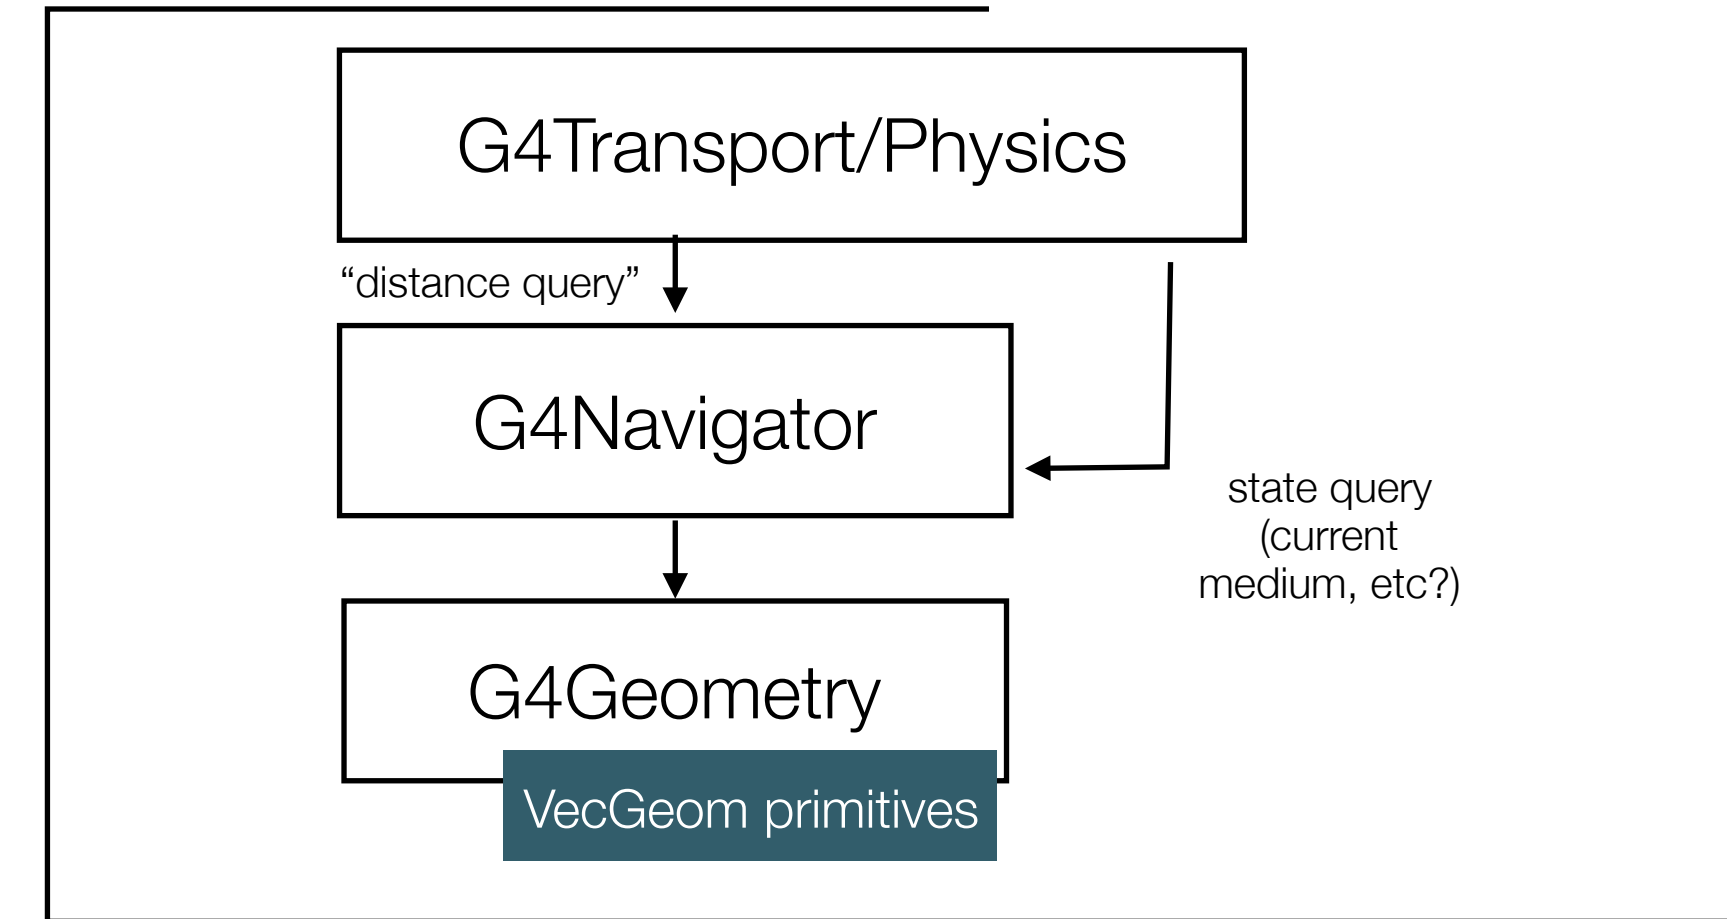 G4Transport/Physics
“distance query”
G4Navigator
state query
(current
medium, etc?)
G4Geometry
VecGeom primitives